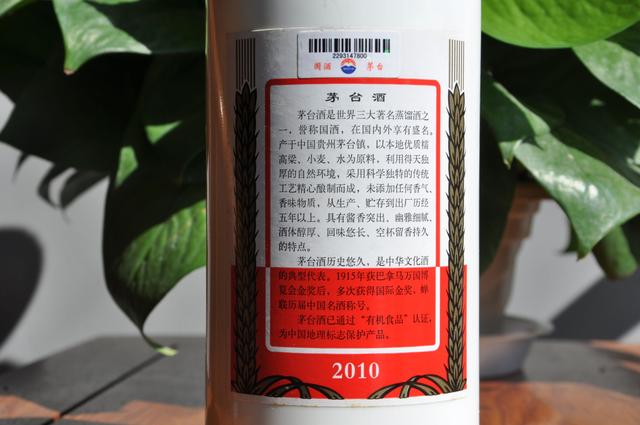 2293147800
国酒 茅台
茅台酒
茅台酒是世界三大著名蒸馏酒之
一，誉称国酒，在国内外享有盛名。
产于中国贵州茅台镇，以本地优质糯
高粱、小麦、水为原料，利用得天独
厚的自然环境，采用科学独特的传统
工艺精心酿制而成，未添加任何香气、
香味物质，从生产、贮存到出厂历经
五年以上。具有酱香突出、幽雅细腻、
酒体醇厚、回味悠长、空杯留香持久
的特点。
茅台酒历史悠久，是中华文化酒
的典型代表。1915年获巴拿马万国博
览会金奖后，多次获得国际金奖，蝉
联历届中国名酒称号。
茅台酒已通过“有机食品”认证，
为中国地理标志保护产品。
2010